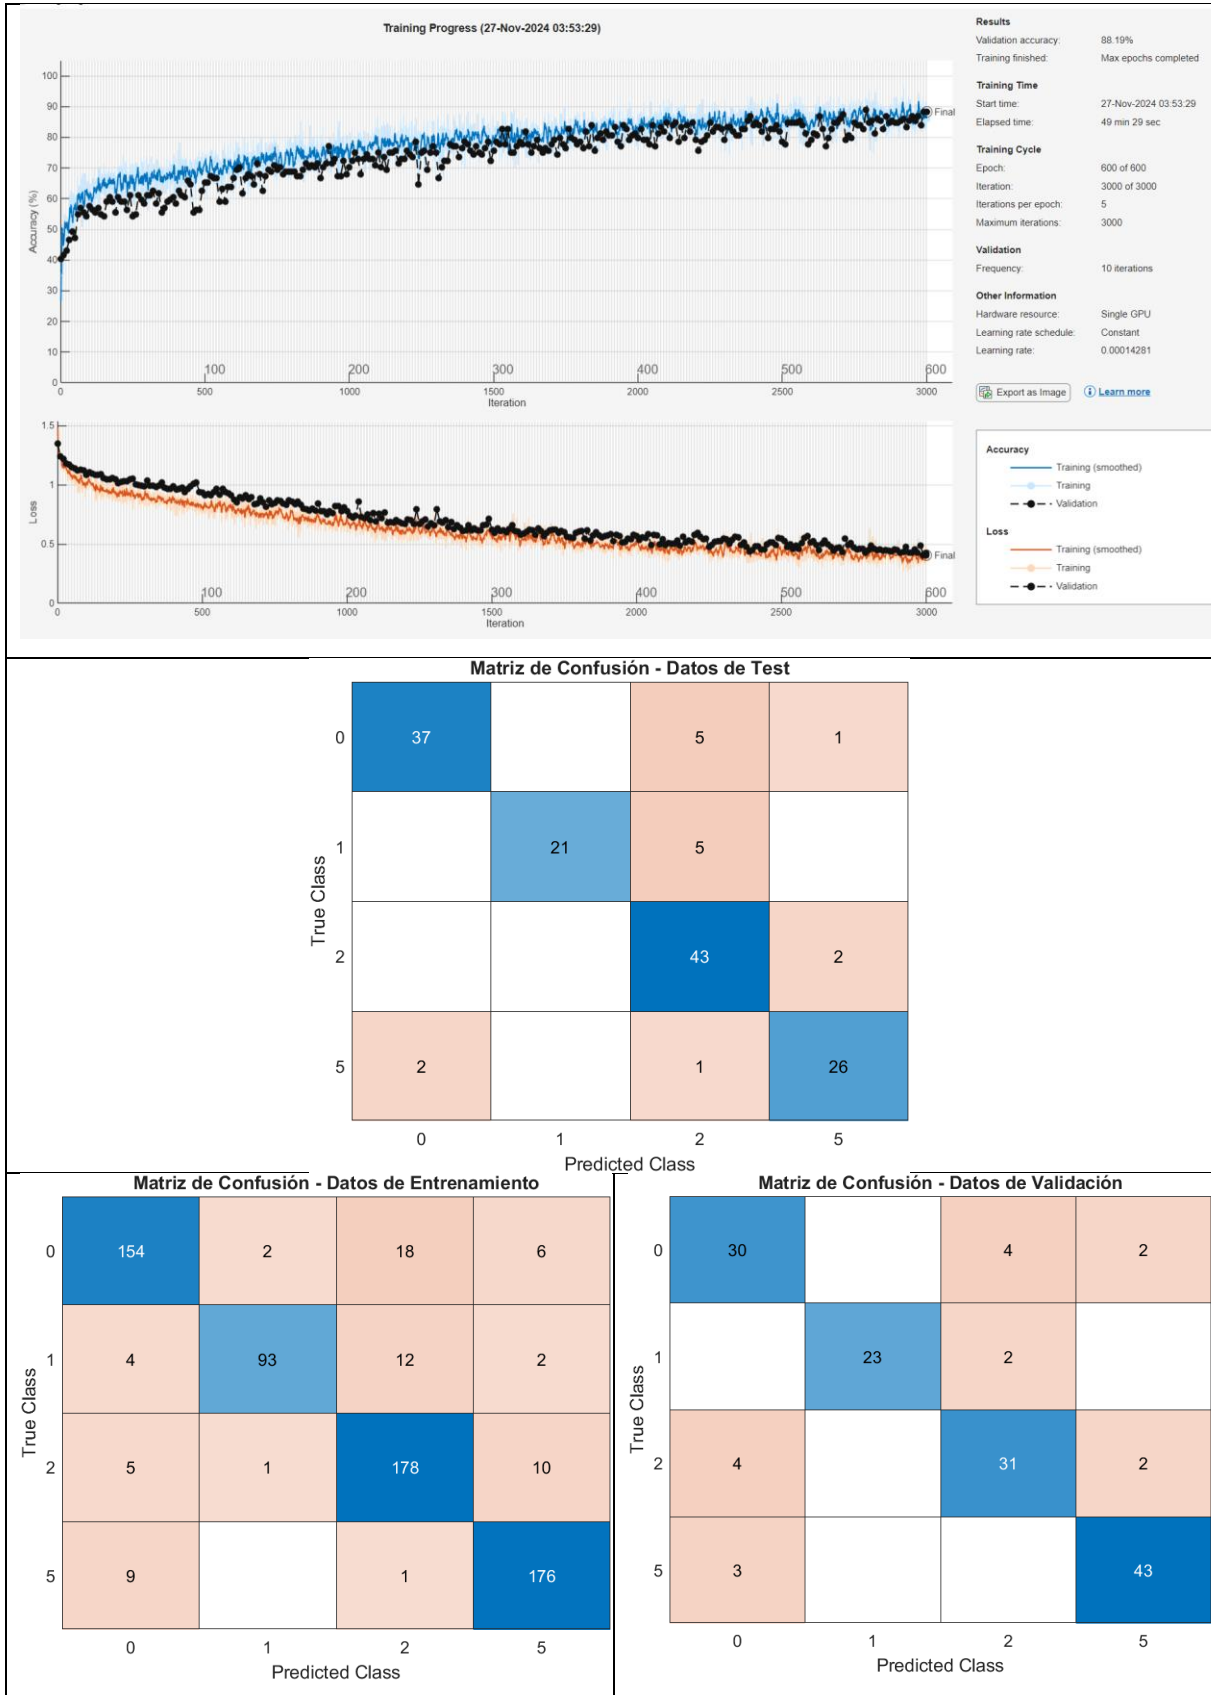 Training Progress (27-Nov-2024 03:53:29)
100
90
80
70
60
50
40
30
20
10
0
Accuracy (%)
Final
100
200
300
400
500
600
0
500
1000
1500
2000
2500
3000
Iteration
1.5
1
0.5
0
Loss
Final
100
200
300
400
500
600
0
500
1000
1500
2000
2500
3000
Iteration
Results
Validation accuracy: 88.19%
Training finished: Max epochs completed
Training Time
Start time: 27-Nov-2024 03:53:29
Elapsed time: 49 min 29 sec
Training Cycle
Epoch: 600 of 600
Iteration: 3000 of 3000
Iterations per epoch: 5
Maximum iterations: 3000
Validation
Frequency: 10 iterations
Other Information
Hardware resource: Single GPU
Learning rate schedule: Constant
Learning rate: 0.00014281
Export as Image
Learn more
Accuracy
Training (smoothed)
Training
Validation
Loss
Training (smoothed)
Training
Validation
Matriz de Confusión - Datos de Test
True Class
0 37 5 1
1 21 5
2 43 2
5 2 1 26
0 1 2 5
Predicted Class
Matriz de Confusión - Datos de Entrenamiento
True Class
0 154 2 18 6
1 4 93 12 2
2 5 1 178 10
5 9 1 176
0 1 2 5
Predicted Class
Matriz de Confusión - Datos de Validación
True Class
0 30 4 2
1 23 2
2 4 31 2
5 3 43
0 1 2 5
Predicted Class